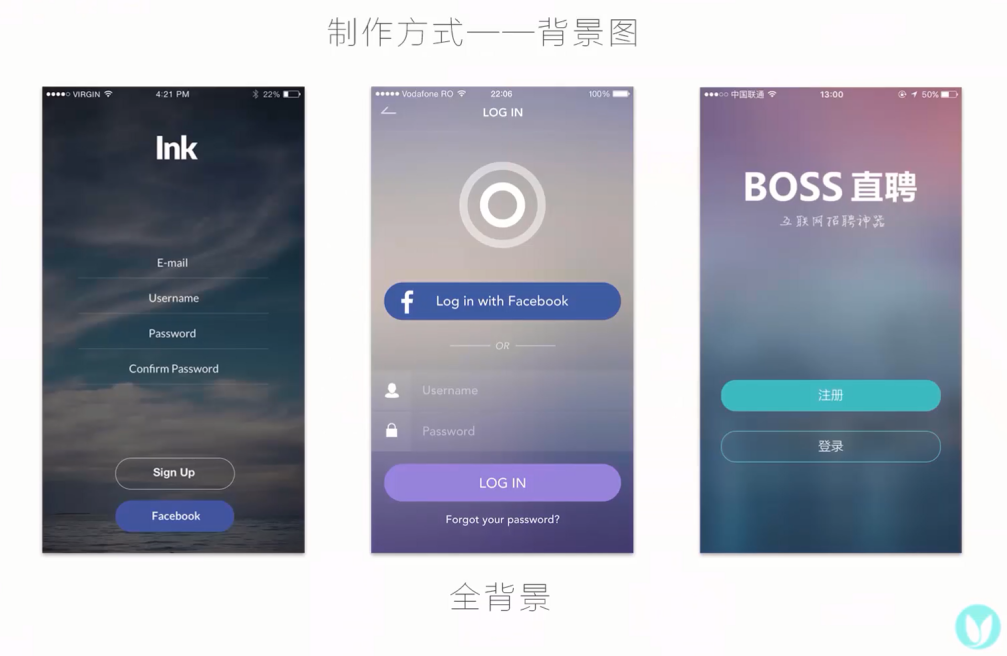 制作方式——背景图
VIRGIN 4:21 PM 22%
Ink
E-mail
Username
Password
Confirm Password
Sign Up
Facebook
Vodafone RO 22:06 100%
LOG IN
f Log in with Facebook
OR
Username
Password
LOG IN
Forgot your password?
中国联通 13:00 50%
BOSS 直聘
互联网招聘神器
注册
登录
全背景